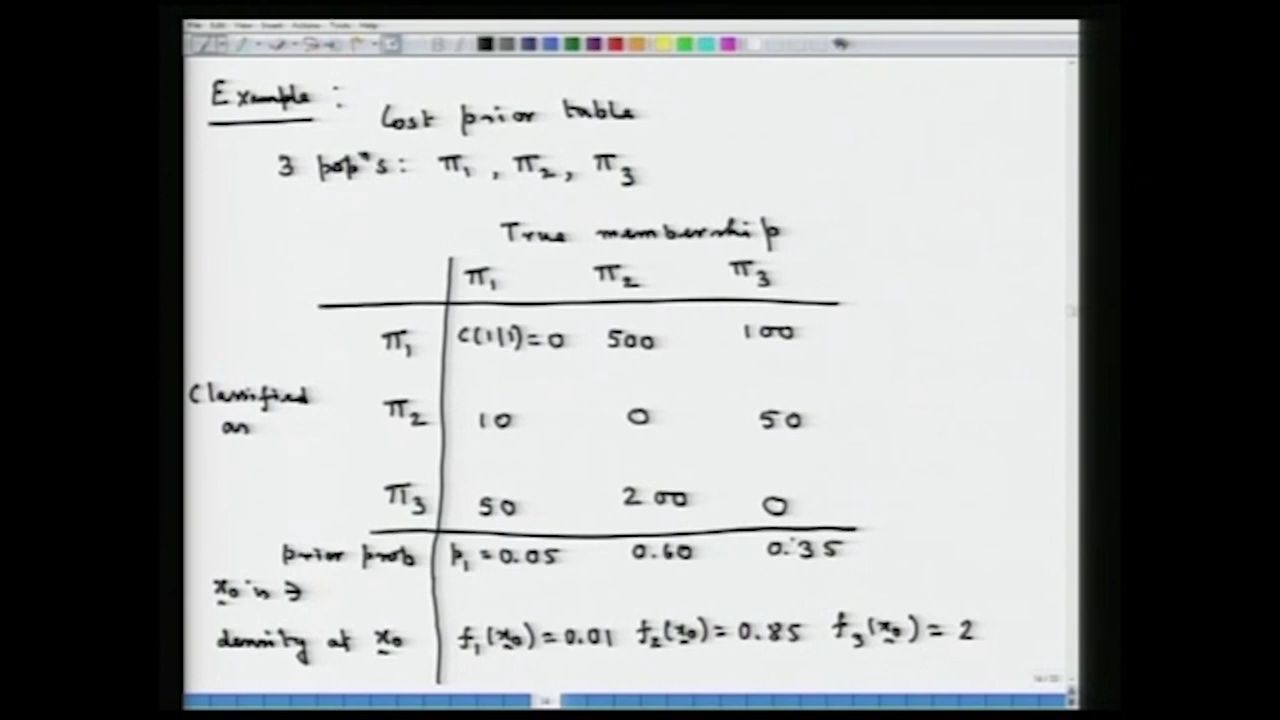 Example :
Cost prior table
3 popⁿs : π₁ , π₂ , π₃
True membership
π₁ π₂ π₃
π₁ C(1|1) = 0 500 100
Classified as
π₂ 10 0 50
π₃ 50 200 0
prior prob p₁ = 0.05 0.60 0.35
x₀ is ∋
density at x₀ f₁(x₀) = 0.01 f₂(x₀) = 0.85 f₃(x₀) = 2